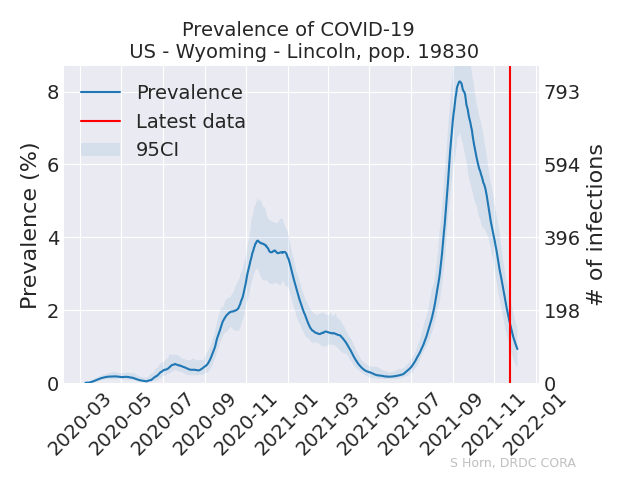 Prevalence of COVID-19
US - Wyoming - Lincoln, pop. 19830
Prevalence
Latest data
95CI
Prevalence (%)
8
6
4
2
0
793
594
396
198
0
# of infections
2020-03
2020-05
2020-07
2020-09
2020-11
2021-01
2021-03
2021-05
2021-07
2021-09
2021-11
2022-01
S Horn, DRDC CORA